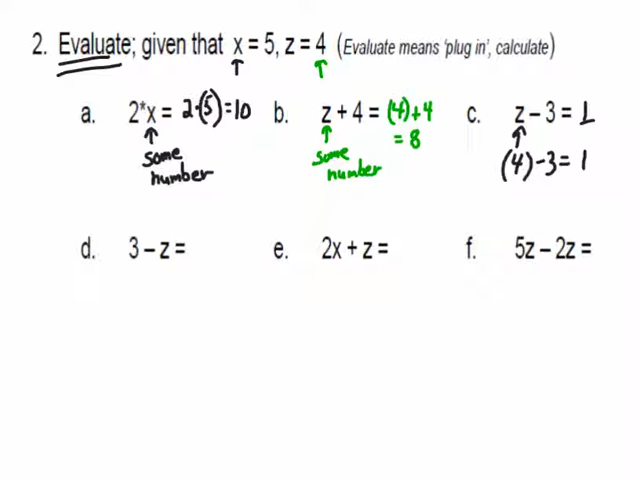 2. Evaluate; given that x = 5, z = 4 (Evaluate means 'plug in', calculate)
a. 2*x = 2·(5) = 10 b. z + 4 = (4)+4 c. z – 3 = 1
= 8
some number some number (4)-3 = 1
d. 3 – z = e. 2x + z = f. 5z – 2z =